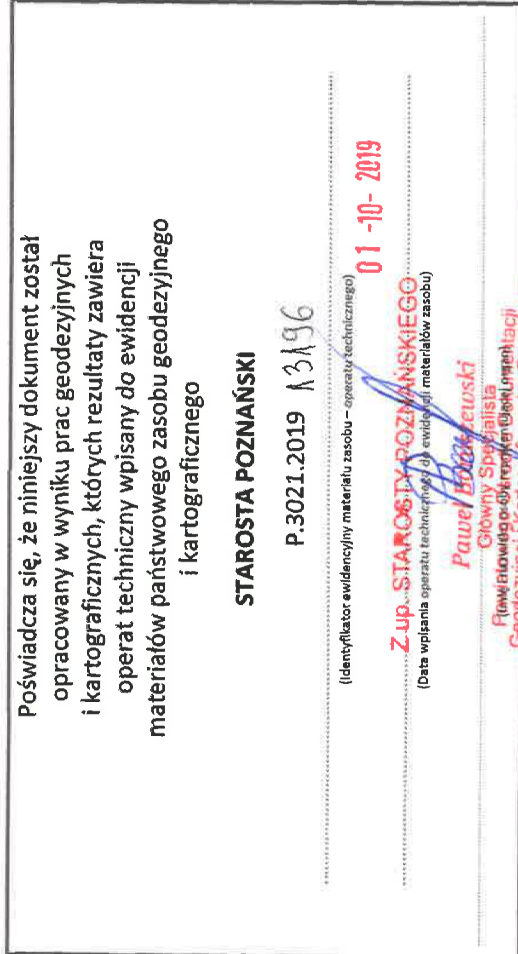 Poświadcza się, że niniejszy dokument został
opracowany w wyniku prac geodezyjnych
i kartograficznych, których rezultaty zawiera
operat techniczny wpisany do ewidencji
materiałów państwowego zasobu geodezyjnego
i kartograficznego
STAROSTA POZNAŃSKI
P.3021.2019 13196
(Identyfikator ewidencyjny materiału zasobu – operatu technicznego)
01 -10- 2019
Z up. STAROSTY POZNAŃSKIEGO
(Data wpisania operatu technicznego do ewidencji materiałów zasobu)
Paweł
Główny Specjalista